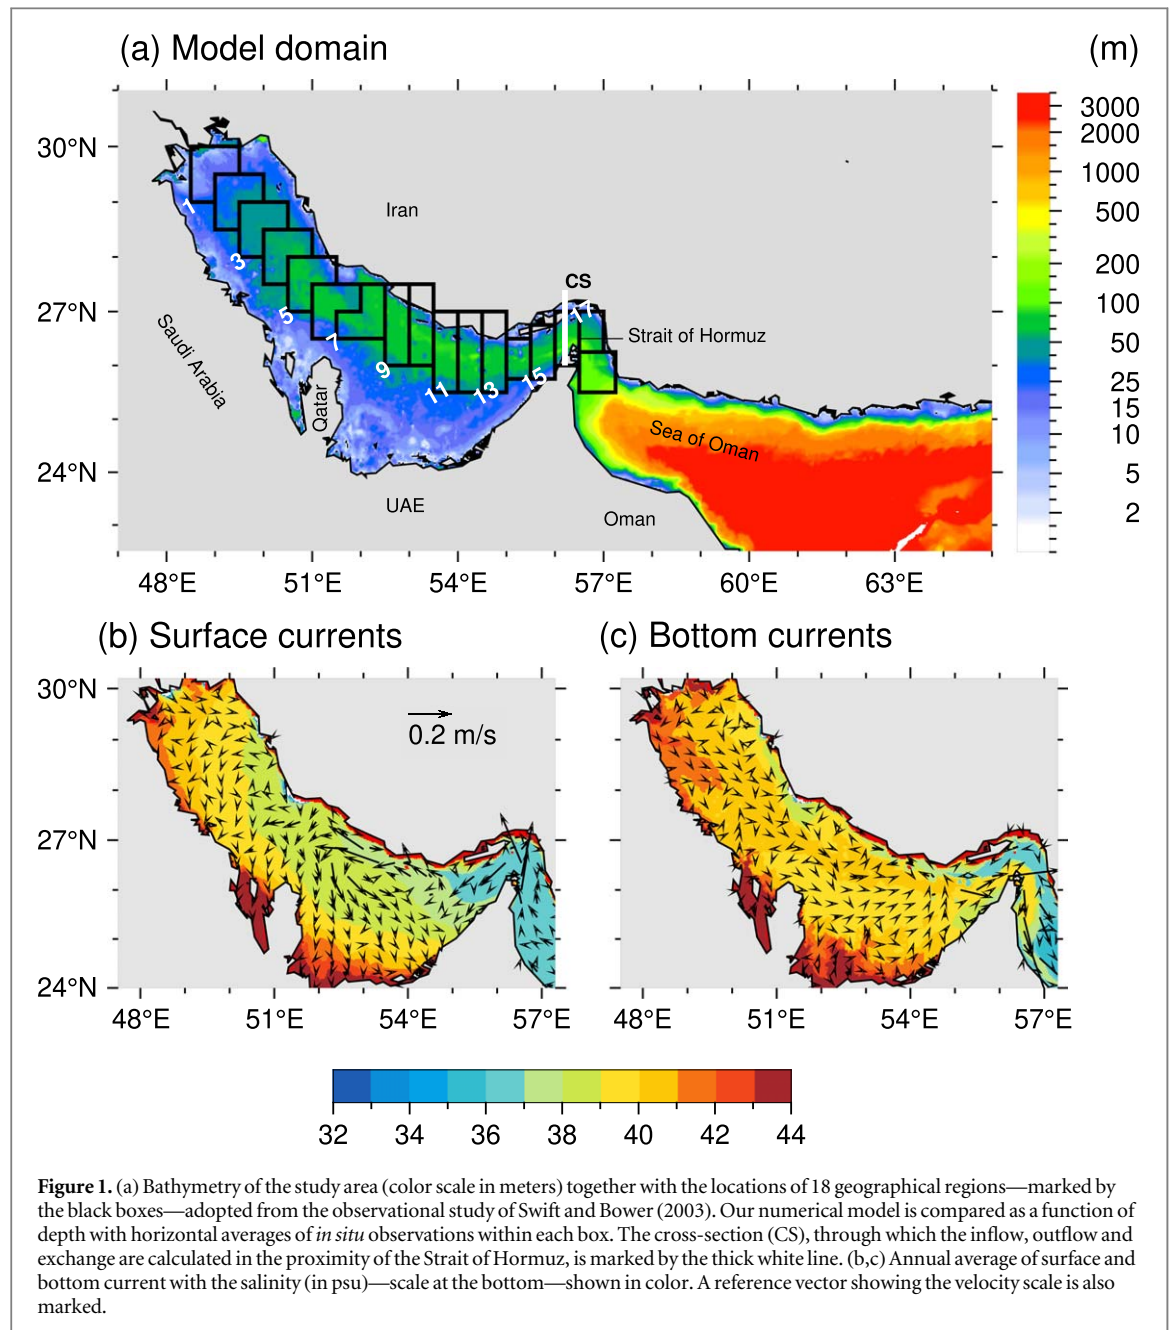 (a) Model domain
(m)
30°N
27°N
24°N
48°E
51°E
54°E
57°E
60°E
63°E
Iran
Saudi Arabia
Qatar
UAE
Oman
Sea of Oman
Strait of Hormuz
CS
1
3
5
7
9
11
13
15
17
3000
2000
1000
500
200
100
50
25
15
10
5
2
(b) Surface currents
30°N
27°N
24°N
48°E
51°E
54°E
57°E
0.2 m/s
(c) Bottom currents
48°E
51°E
54°E
57°E
32
34
36
38
40
42
44
Figure 1. (a) Bathymetry of the study area (color scale in meters) together with the locations of 18 geographical regions—marked by
the black boxes—adopted from the observational study of Swift and Bower (2003). Our numerical model is compared as a function of
depth with horizontal averages of in situ observations within each box. The cross-section (CS), through which the inflow, outflow and
exchange are calculated in the proximity of the Strait of Hormuz, is marked by the thick white line. (b,c) Annual average of surface and
bottom current with the salinity (in psu)—scale at the bottom—shown in color. A reference vector showing the velocity scale is also
marked.